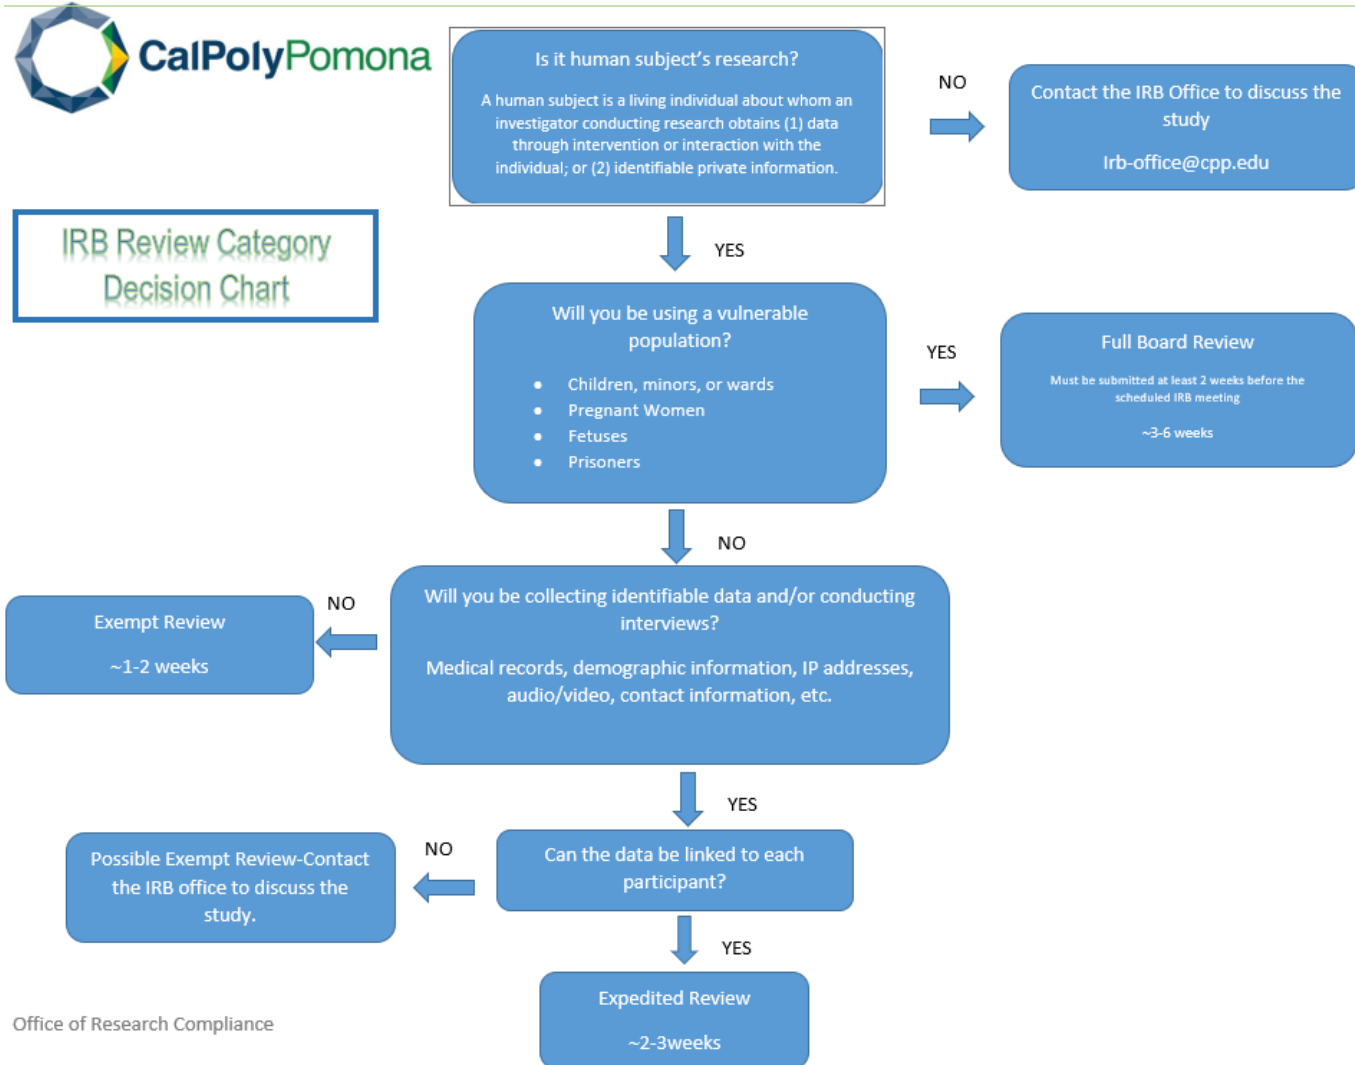 CalPolyPomona
Is it human subject's research?
A human subject is a living individual about whom an
investigator conducting research obtains (1) data
through intervention or interaction with the
individual; or (2) identifiable private information.
NO
Contact the IRB Office to discuss the
study
Irb-office@cpp.edu
IRB Review Category
Decision Chart
YES
Will you be using a vulnerable
population?
• Children, minors, or wards
• Pregnant Women
• Fetuses
• Prisoners
YES
Full Board Review
Must be submitted at least 2 weeks before the
scheduled IRB meeting
~3-6 weeks
NO
Will you be collecting identifiable data and/or conducting
interviews?
Medical records, demographic information, IP addresses,
audio/video, contact information, etc.
NO
Exempt Review
~1-2 weeks
YES
Can the data be linked to each
participant?
NO
Possible Exempt Review-Contact
the IRB office to discuss the
study.
YES
Expedited Review
~2-3weeks
Office of Research Compliance